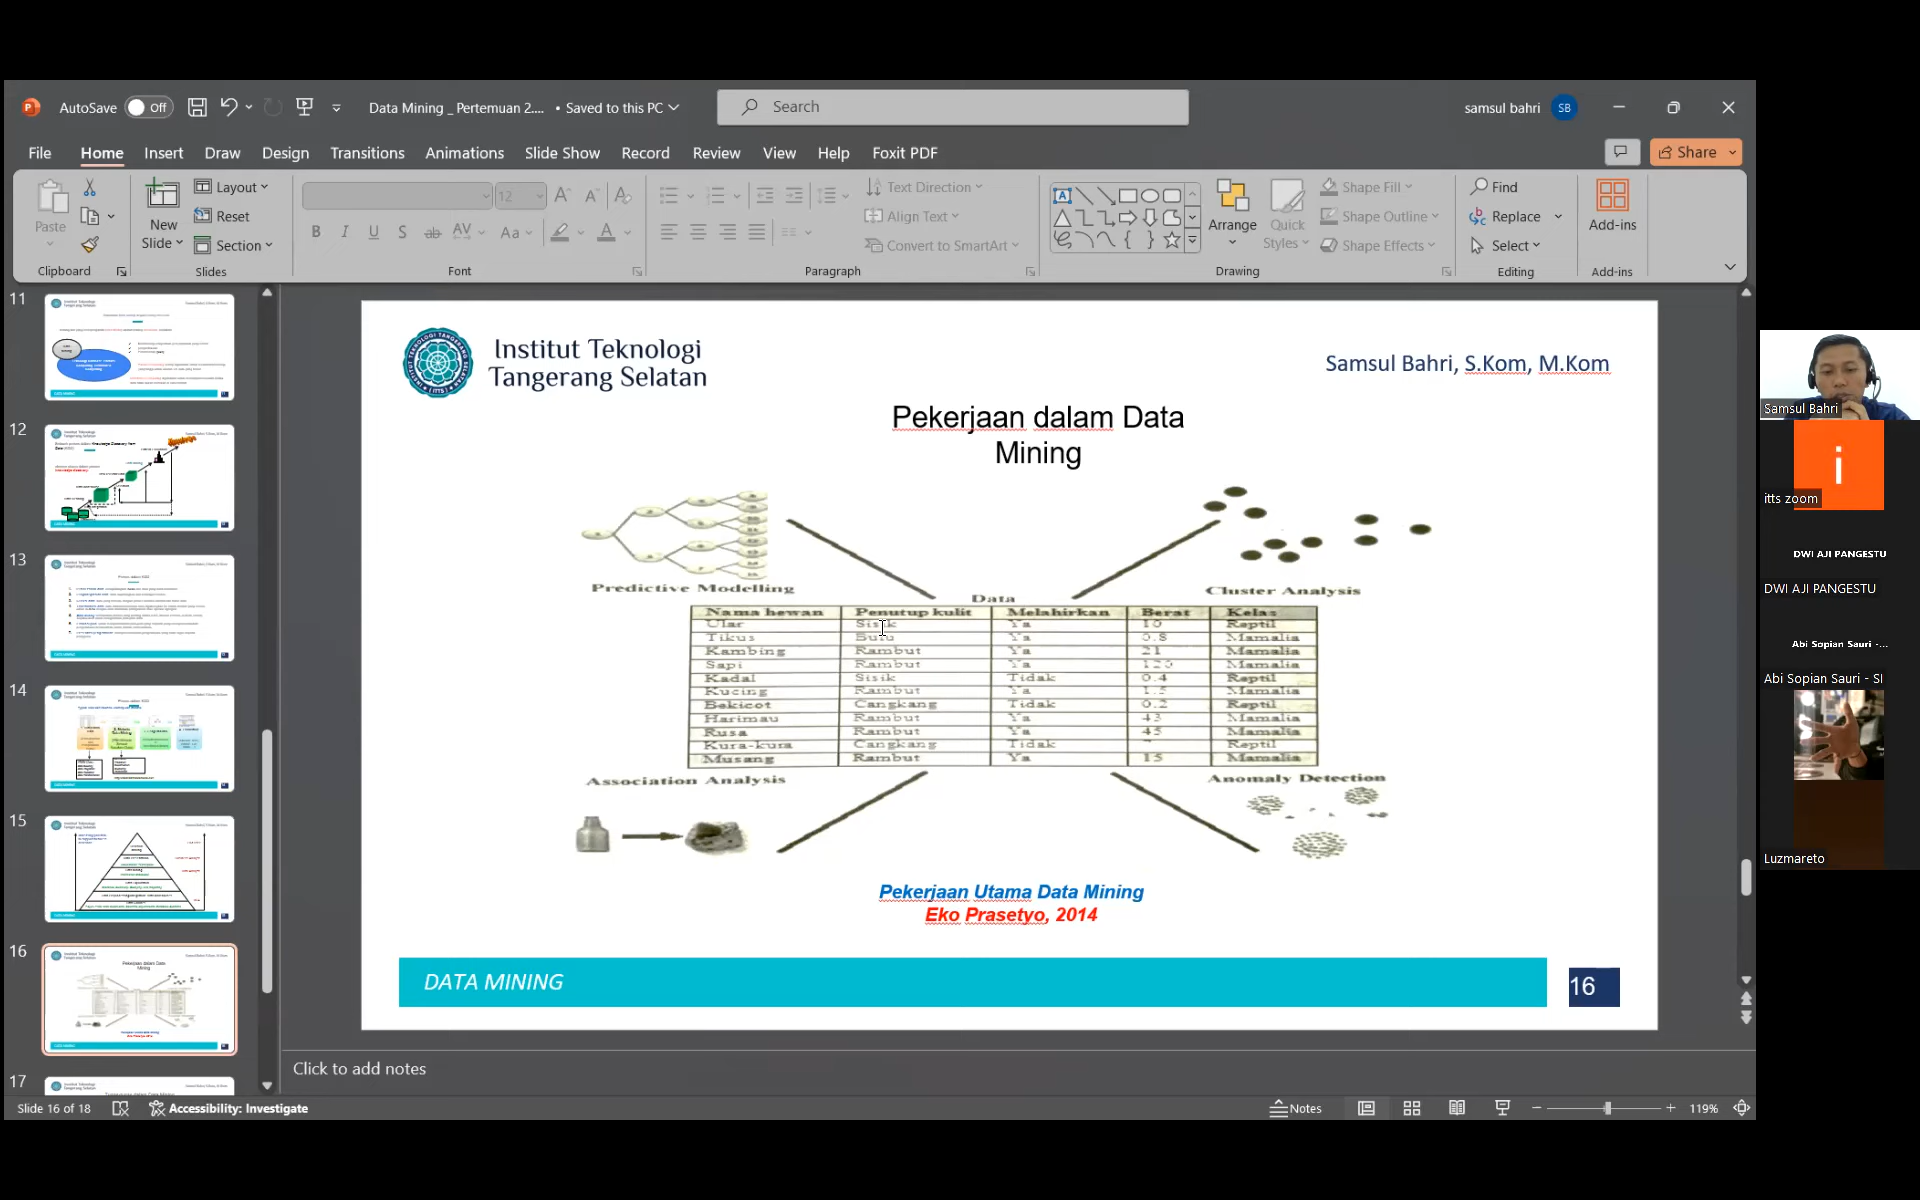 AutoSave Off
Data Mining _ Pertemuan 2.... • Saved to this PC
Search
samsul bahri SB
File Home Insert Draw Design Transitions Animations Slide Show Record Review View Help Foxit PDF
Share
Paste
New
Slide
Layout
Reset
Section
12
Text Direction
Align Text
Convert to SmartArt
Arrange
Quick
Styles
Shape Fill
Shape Outline
Shape Effects
Find
Replace
Select
Add-ins
Clipboard Slides Font Paragraph Drawing Editing Add-ins
11
12
13
14
15
16
17
Institut Teknologi
Tangerang Selatan
Samsul Bahri, S.Kom, M.Kom
Pekerjaan dalam Data
Mining
Predictive Modelling
Cluster Analysis
Data
Nama hewan Penutup kulit Melahirkan Berat Kelas
Ular Sisik Ya 10 Reptil
Tikus Bulu Ya 0.8 Mamalia
Kambing Rambut Ya 21 Mamalia
Sapi Rambut Ya 120 Mamalia
Kadal Sisik Tidak 0.4 Reptil
Kucing Rambut Ya 1.5 Mamalia
Bekicot Cangkang Tidak 0.2 Reptil
Harimau Rambut Ya 43 Mamalia
Rusa Rambut Ya 45 Mamalia
Kura-kura Cangkang Tidak Reptil
Musang Rambut Ya 15 Mamalia
Association Analysis
Anomaly Detection
Pekerjaan Utama Data Mining
Eko Prasetyo, 2014
DATA MINING
16
Click to add notes
Slide 16 of 18 Accessibility: Investigate
Notes
119%
Samsul Bahri
i
itts zoom
DWI AJI PANGESTU
DWI AJI PANGESTU
Abi Sopian Sauri -...
Abi Sopian Sauri - SI
Luzmareto